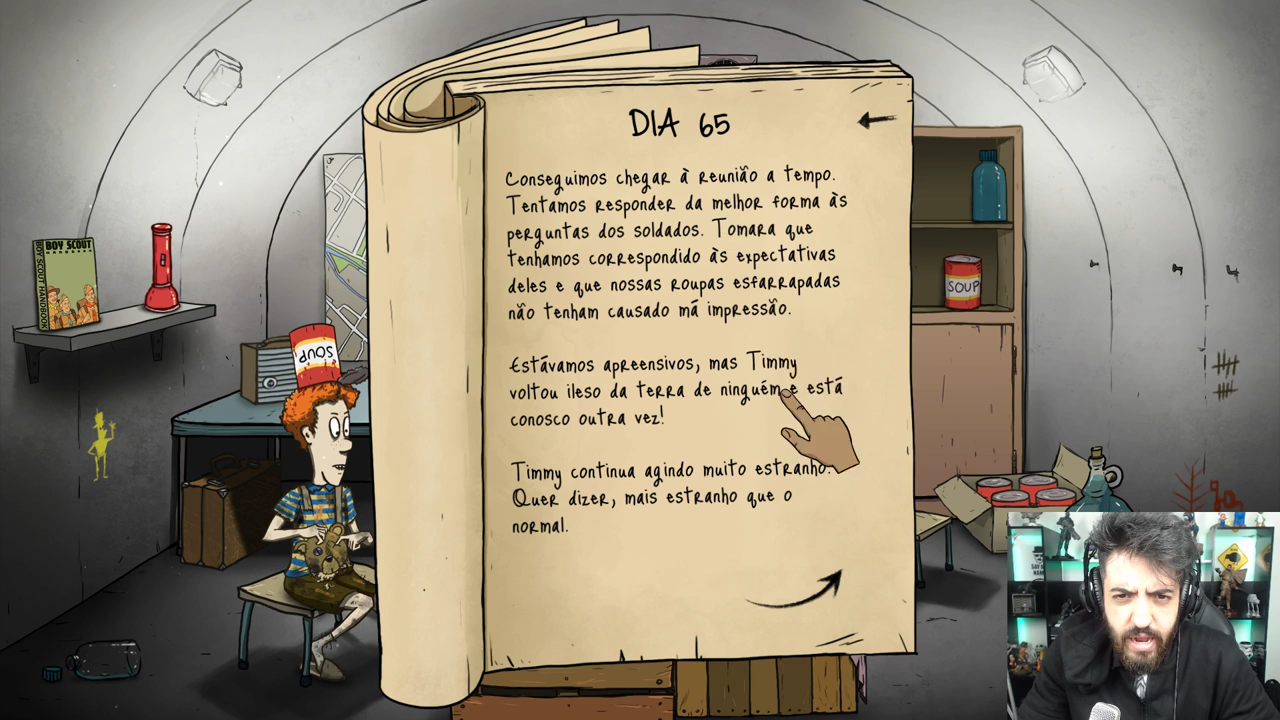 DIA 65
Conseguimos chegar à reunião a tempo.
Tentamos responder da melhor forma às
perguntas dos soldados. Tomara que
tenhamos correspondido às expectativas
deles e que nossas roupas esfarrapadas
não tenham causado má impressão.
Estávamos apreensivos, mas Timmy
voltou ileso da terra de ninguém e está
conosco outra vez!
Timmy continua agindo muito estranho.
Quer dizer, mais estranho que o
normal.
BOY SCOUT
BOY SCOUT HANDBOOK
SOUP
SOUP